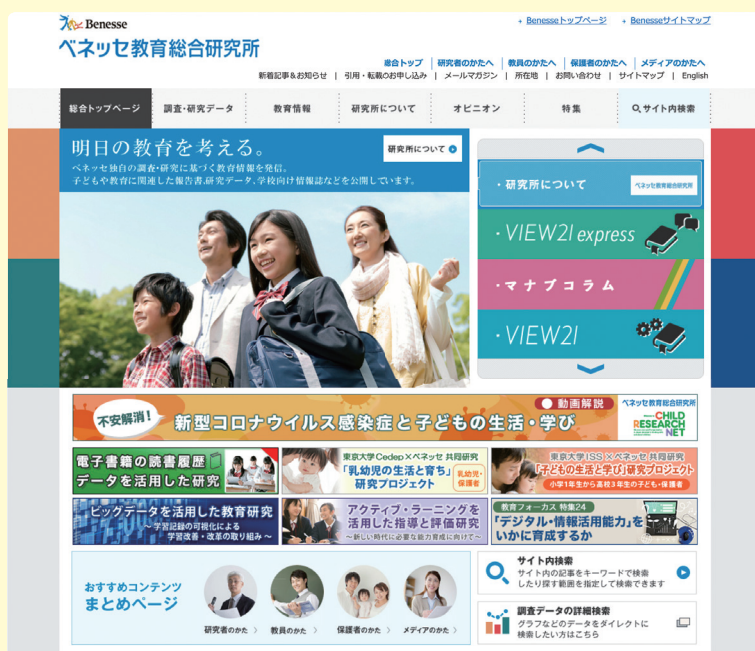 Benesse
Benesseトップページ
Benesseサイトマップ
ベネッセ教育総合研究所
総合トップ | 研究者のかたへ | 教員のかたへ | 保護者のかたへ | メディアのかたへ
新着記事&お知らせ | 引用・転載のお申し込み | メールマガジン | 所在地 | お問い合わせ | サイトマップ | English
総合トップページ
調査・研究データ
教育情報
研究所について
オピニオン
特集
サイト内検索
明日の教育を考える。
研究所について
ベネッセ独自の調査・研究に基づく教育情報を発信。
子どもや教育に関連した報告書、研究データ、学校向け情報誌などを公開しています。
・研究所について
ベネッセ教育総合研究所
・VIEW21 express
・マナブコラム
・VIEW21
不安解消!
新型コロナウイルス感染症と子どもの生活・学び
動画解説
ベネッセ教育総合研究所
CHILD
RESEARCH
NET
電子書籍の読書履歴
データを活用した研究
東京大学Cedep×ベネッセ 共同研究
「乳幼児の生活と育ち」
研究プロジェクト
乳幼児・
保護者
東京大学ISS×ベネッセ 共同研究
「子どもの生活と学び」研究プロジェクト
小学1年生から高校3年生の子ども・保護者
ビッグデータを活用した教育研究
～学習記録の可視化による
学習改善・改革の取り組み～
アクティブ・ラーニングを
活用した指導と評価研究
～新しい時代に必要な能力育成に向けて～
教育フォーカス 特集24
「デジタル・情報活用能力」を
いかに育成するか
おすすめコンテンツ
まとめページ
研究者のかた
教員のかた
保護者のかた
メディアのかた
サイト内検索
サイト内の記事をキーワードで検索
したり探す範囲を指定して検索できます
調査データの詳細検索
グラフなどのデータをダイレクトに
検索したい方はこちら